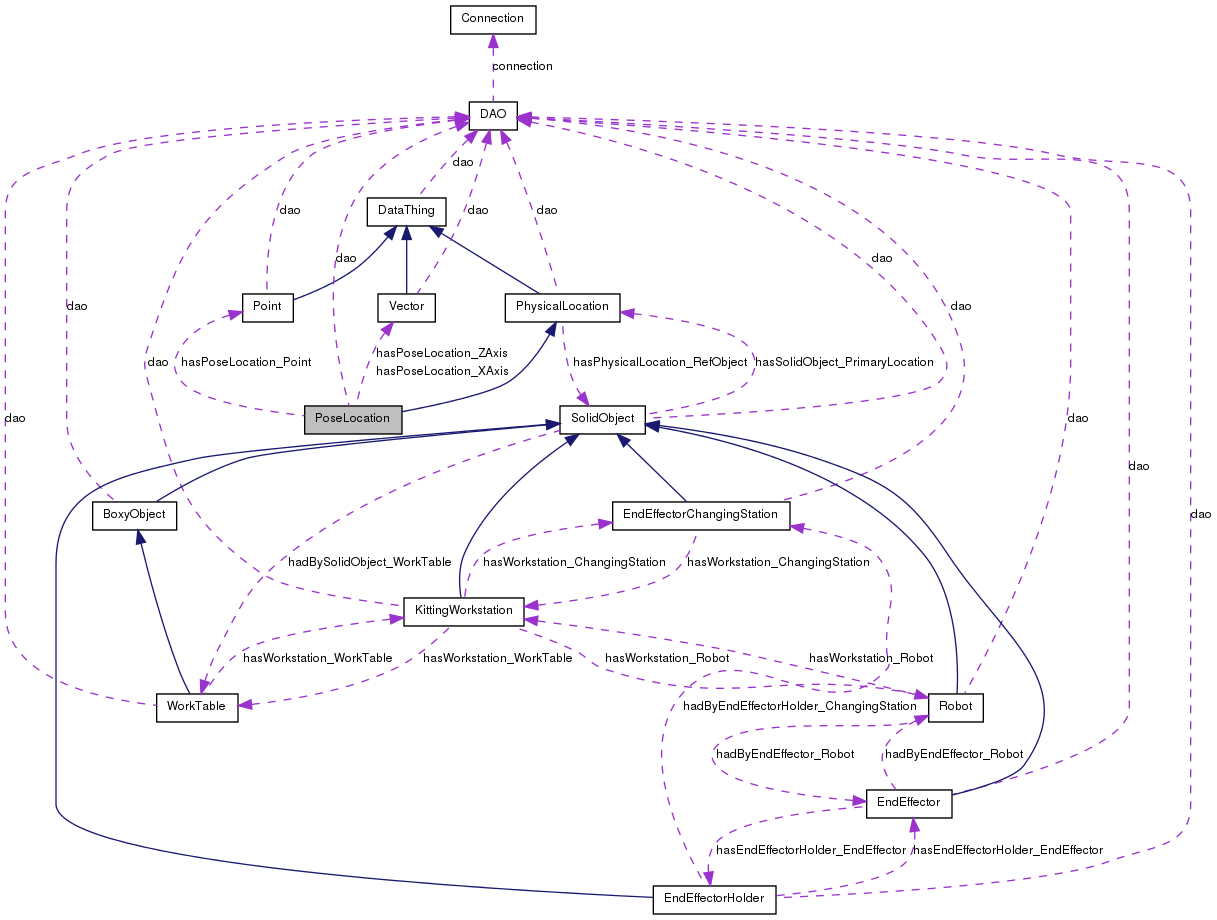 Connection
connection
DAO
dao
DataThing
dao
dao
dao
dao
dao
dao
Point
Vector
PhysicalLocation
dao
dao
hasPoseLocation_ZAxis
hasPoseLocation_Point
hasPoseLocation_XAxis
hasPhysicalLocation_RefObject
hasSolidObject_PrimaryLocation
dao
dao
PoseLocation
SolidObject
dao
dao
BoxyObject
EndEffectorChangingStation
dao
hadBySolidObject_WorkTable
hasWorkstation_ChangingStation
hasWorkstation_ChangingStation
KittingWorkstation
hasWorkstation_WorkTable
hasWorkstation_WorkTable
hasWorkstation_Robot
hasWorkstation_Robot
WorkTable
hadByEndEffectorHolder_ChangingStation
Robot
hadByEndEffector_Robot
hadByEndEffector_Robot
EndEffector
hasEndEffectorHolder_EndEffector
hasEndEffectorHolder_EndEffector
EndEffectorHolder